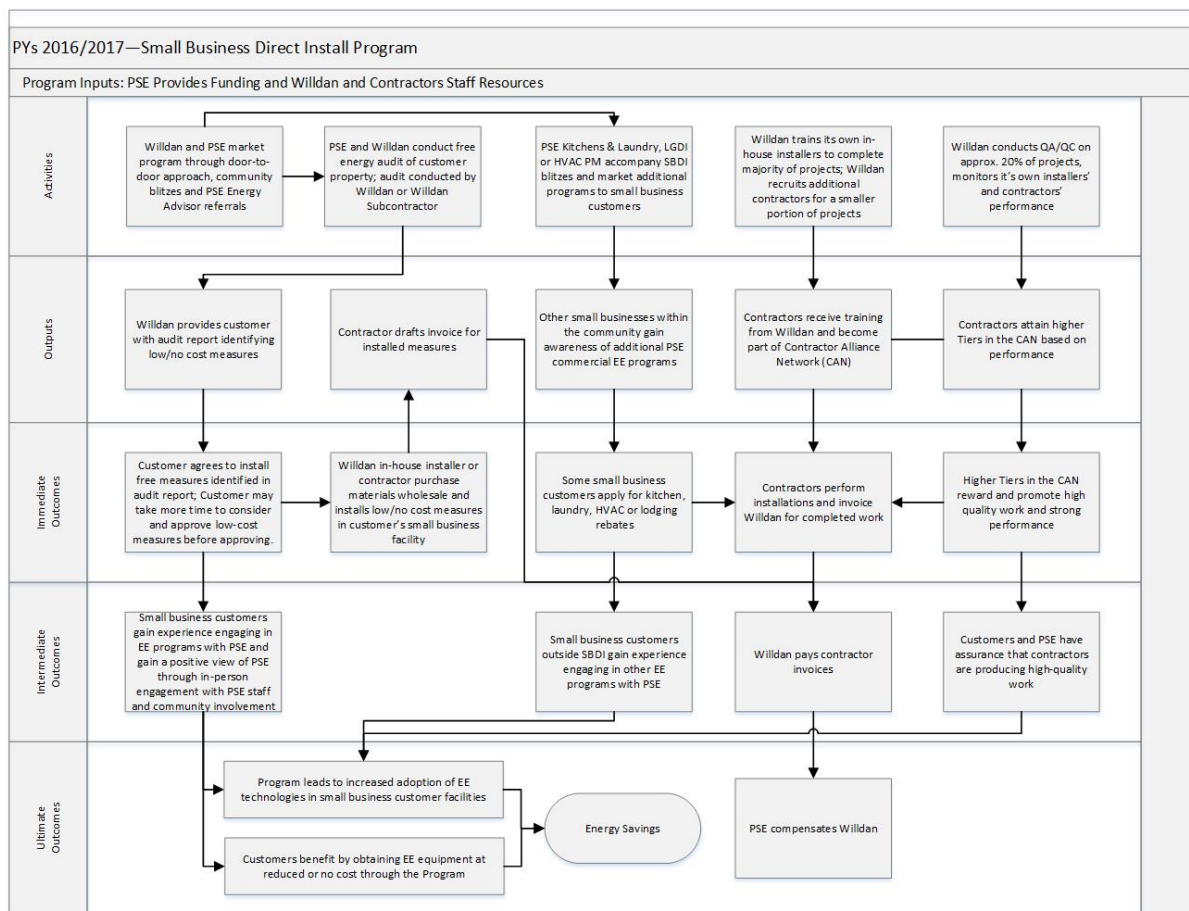 PYs 2016/2017—Small Business Direct Install Program
Program Inputs: PSE Provides Funding and Willdan and Contractors Staff Resources
Activities
Willdan and PSE market
program through door-to-
door approach, community
blitzes and PSE Energy
Advisor referrals
PSE and Willdan conduct free
energy audit of customer
property; audit conducted by
Willdan or Willdan
Subcontractor
PSE Kitchens & Laundry, LGDI
or HVAC PM accompany SBDI
blitzes and market additional
programs to small business
customers
Willdan trains its own in-
house installers to complete
majority of projects; Willdan
recruits additional
contractors for a smaller
portion of projects
Willdan conducts QA/QC on
approx. 20% of projects,
monitors it's own installers'
and contractors'
performance
Outputs
Willdan provides customer
with audit report identifying
low/no cost measures
Contractor drafts invoice for
installed measures
Other small businesses within
the community gain
awareness of additional PSE
commercial EE programs
Contractors receive training
from Willdan and become
part of Contractor Alliance
Network (CAN)
Contractors attain higher
Tiers in the CAN based on
performance
Immediate
Outcomes
Customer agrees to install
free measures identified in
audit report; Customer may
take more time to consider
and approve low-cost
measures before approving.
Willdan in-house installer or
contractor purchase
materials wholesale and
installs low/no cost measures
in customer's small business
facility
Some small business
customers apply for kitchen,
laundry, HVAC or lodging
rebates
Contractors perform
installations and invoice
Willdan for completed work
Higher Tiers in the CAN
reward and promote high
quality work and strong
performance
Intermediate
Outcomes
Small business customers
gain experience engaging in
EE programs with PSE and
gain a positive view of PSE
through in-person
engagement with PSE staff
and community involvement
Small business customers
outside SBDI gain experience
engaging in other EE
programs with PSE
Willdan pays contractor
invoices
Customers and PSE have
assurance that contractors
are producing high-quality
work
Ultimate
Outcomes
Program leads to increased adoption of EE
technologies in small business customer facilities
Customers benefit by obtaining EE equipment at
reduced or no cost through the Program
Energy Savings
PSE compensates Willdan